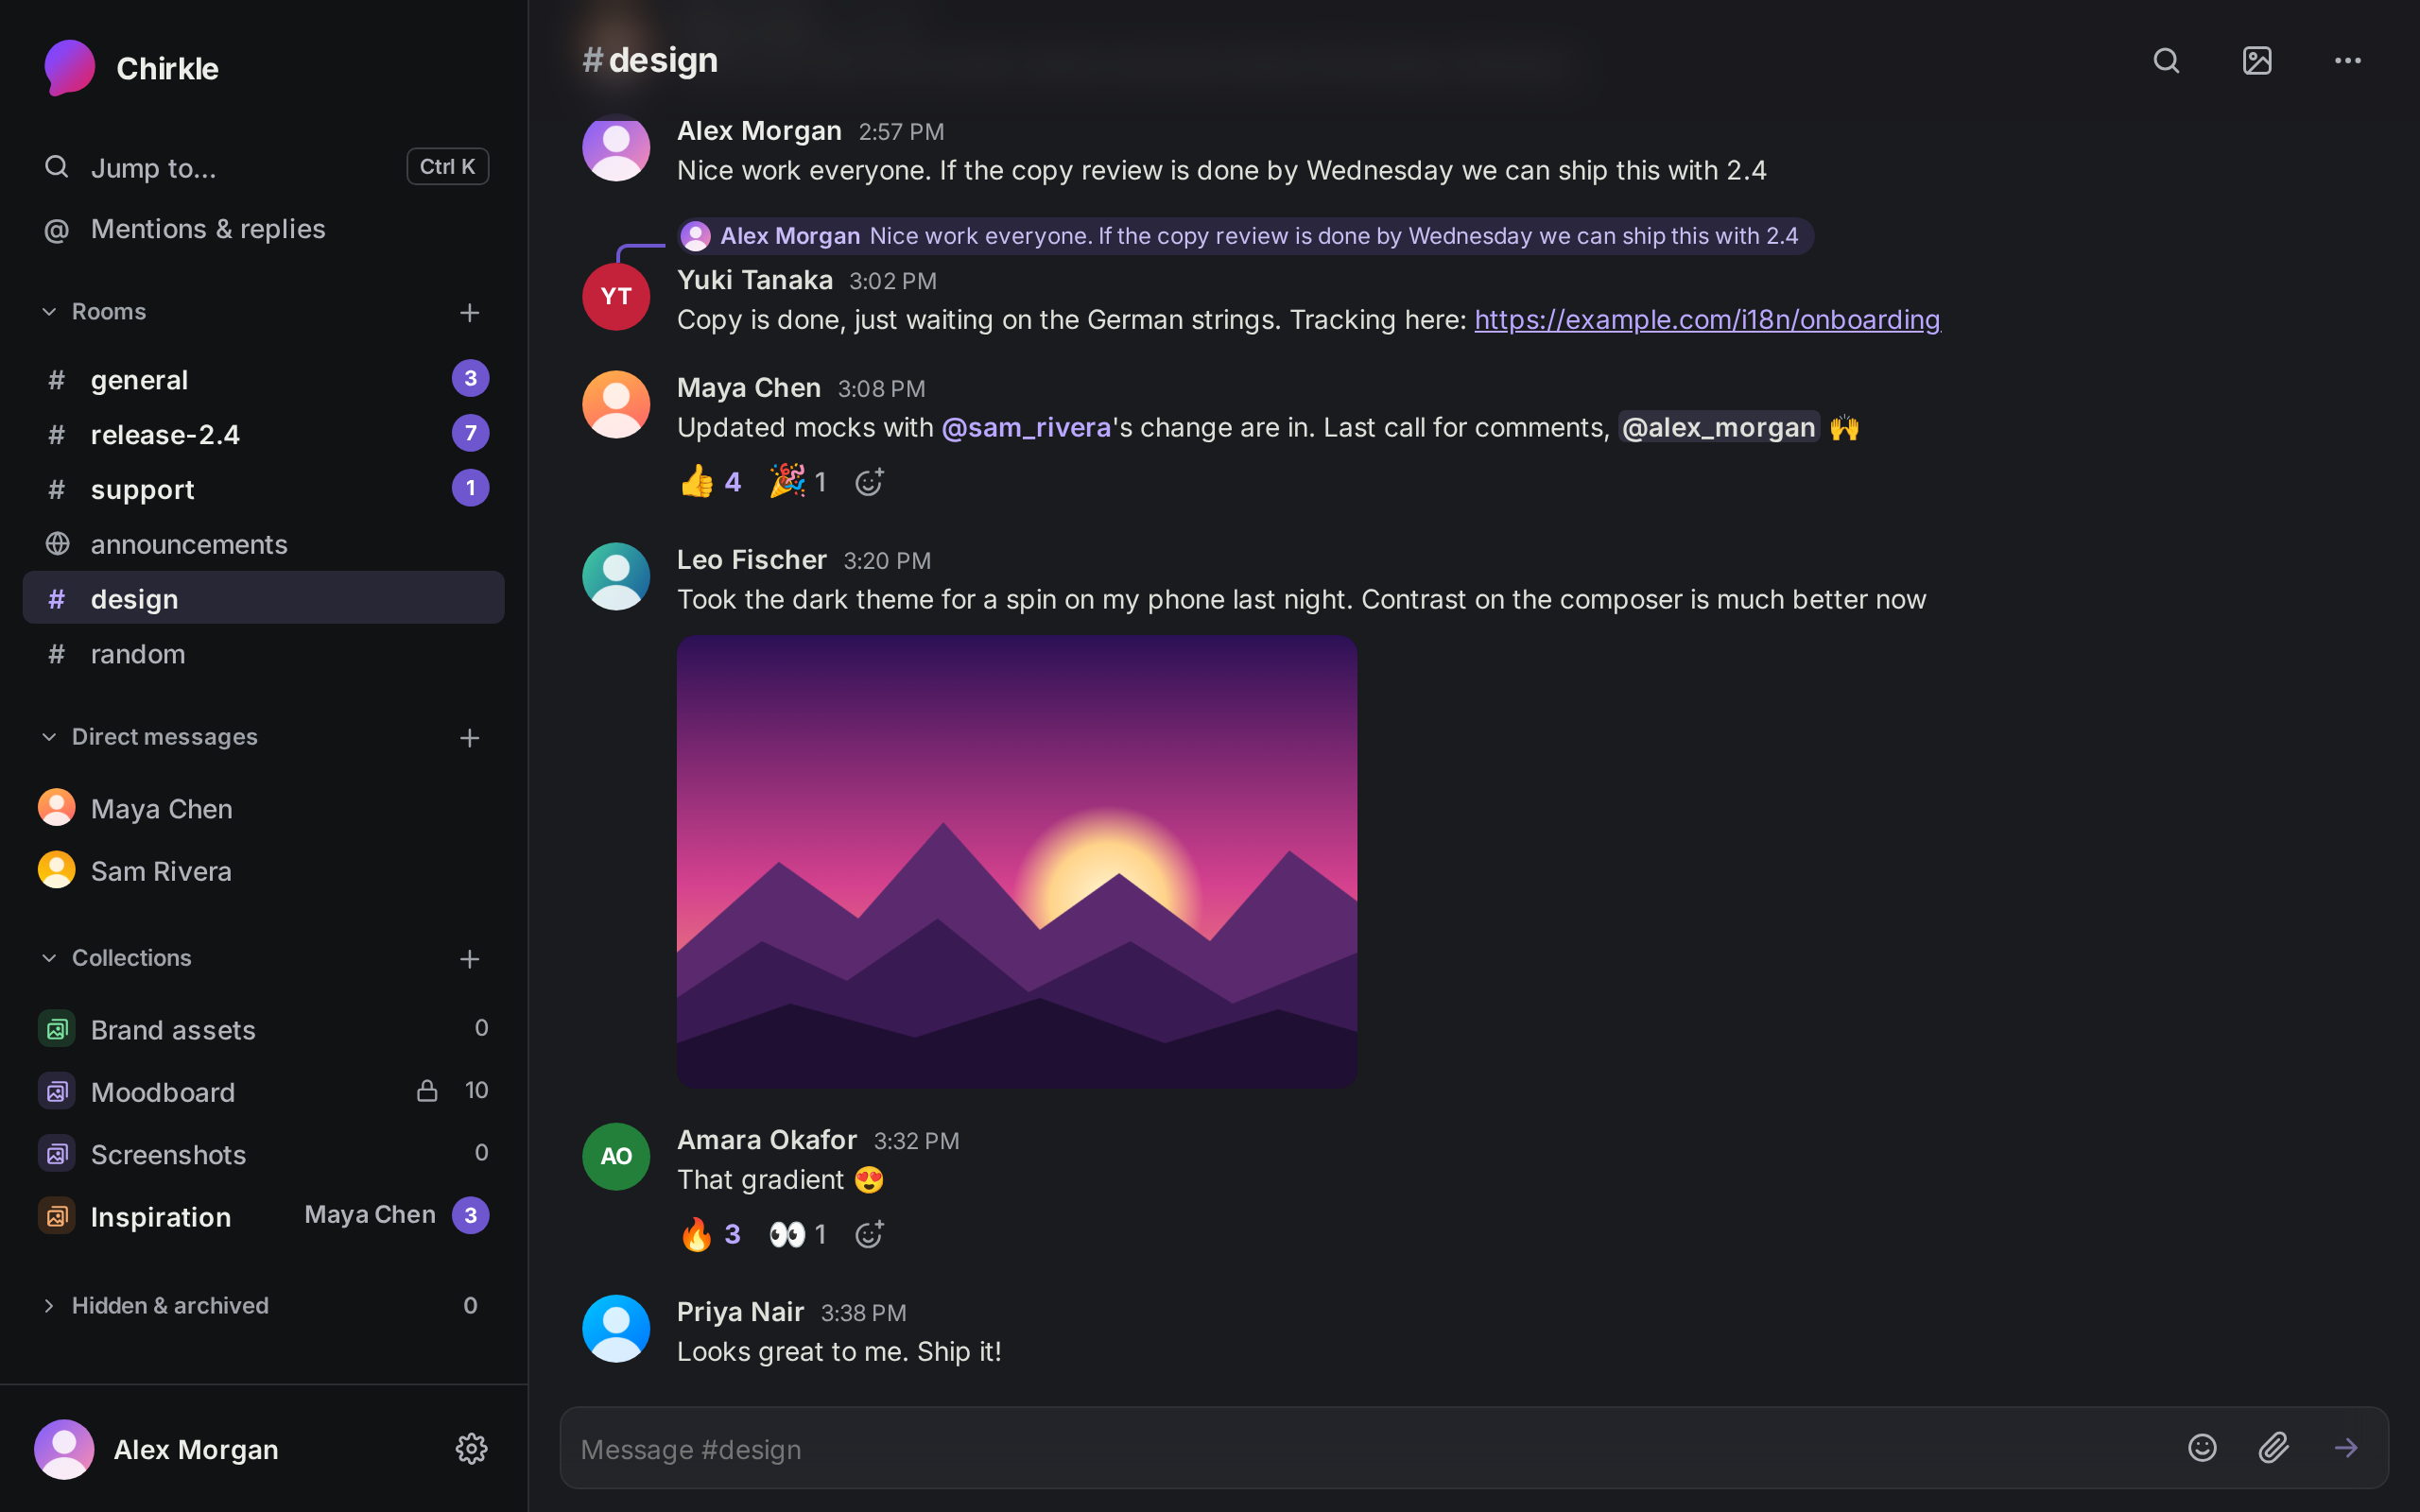 Chirkle
Jump to...
Ctrl K
@ Mentions & replies
Rooms
# general 3
# release-2.4 7
# support 1
announcements
# design
# random
Direct messages
Maya Chen
Sam Rivera
Collections
Brand assets 0
Moodboard 10
Screenshots 0
Inspiration Maya Chen 3
Hidden & archived 0
Alex Morgan
# design
Alex Morgan 2:57 PM
Nice work everyone. If the copy review is done by Wednesday we can ship this with 2.4
Alex Morgan Nice work everyone. If the copy review is done by Wednesday we can ship this with 2.4
YT
Yuki Tanaka 3:02 PM
Copy is done, just waiting on the German strings. Tracking here: https://example.com/i18n/onboarding
Maya Chen 3:08 PM
Updated mocks with @sam_rivera's change are in. Last call for comments, @alex_morgan 🙌
👍 4 🎉 1
Leo Fischer 3:20 PM
Took the dark theme for a spin on my phone last night. Contrast on the composer is much better now
AO
Amara Okafor 3:32 PM
That gradient 😍
🔥 3 👀 1
Priya Nair 3:38 PM
Looks great to me. Ship it!
Message #design